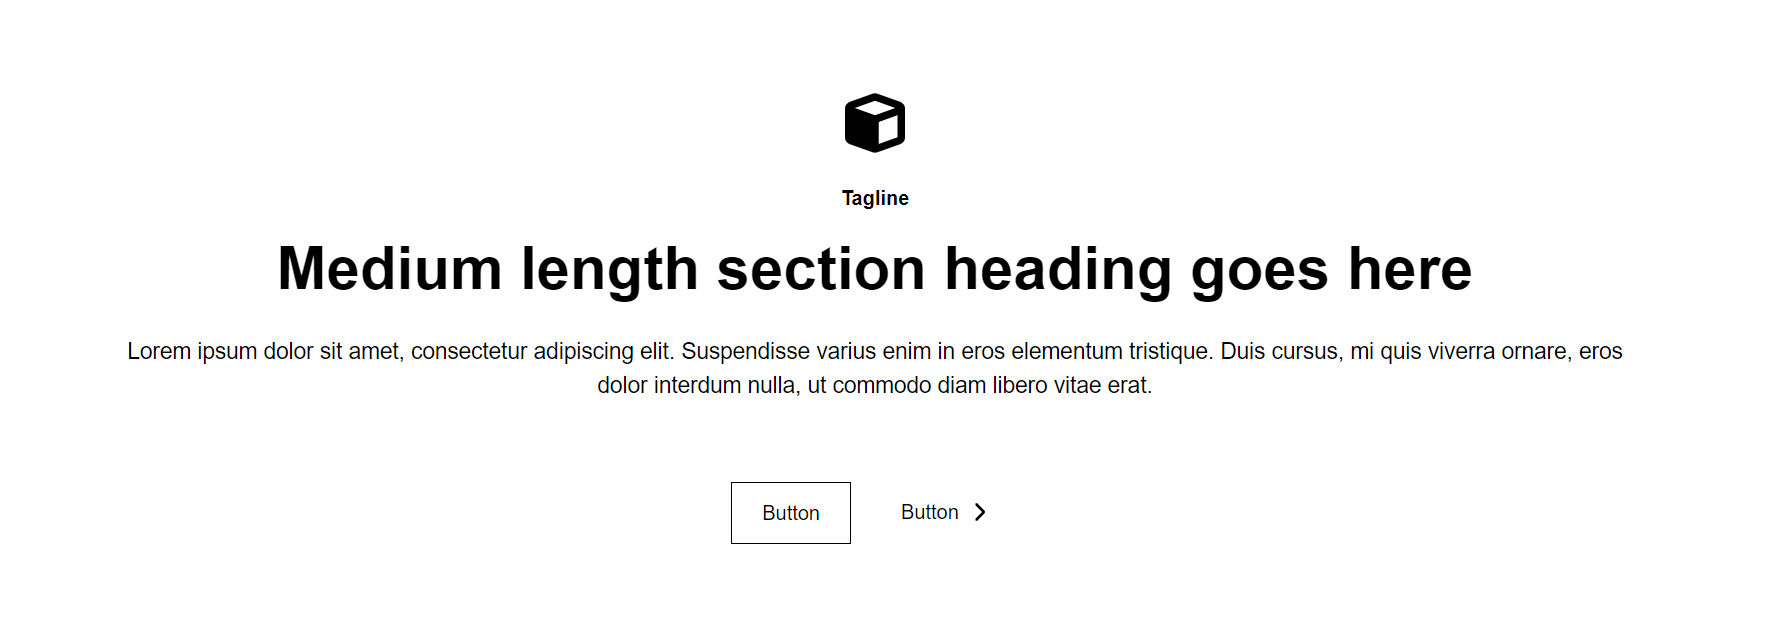 Tagline
Medium length section heading goes here
Lorem ipsum dolor sit amet, consectetur adipiscing elit. Suspendisse varius enim in eros elementum tristique. Duis cursus, mi quis viverra ornare, eros
dolor interdum nulla, ut commodo diam libero vitae erat.
Button
Button